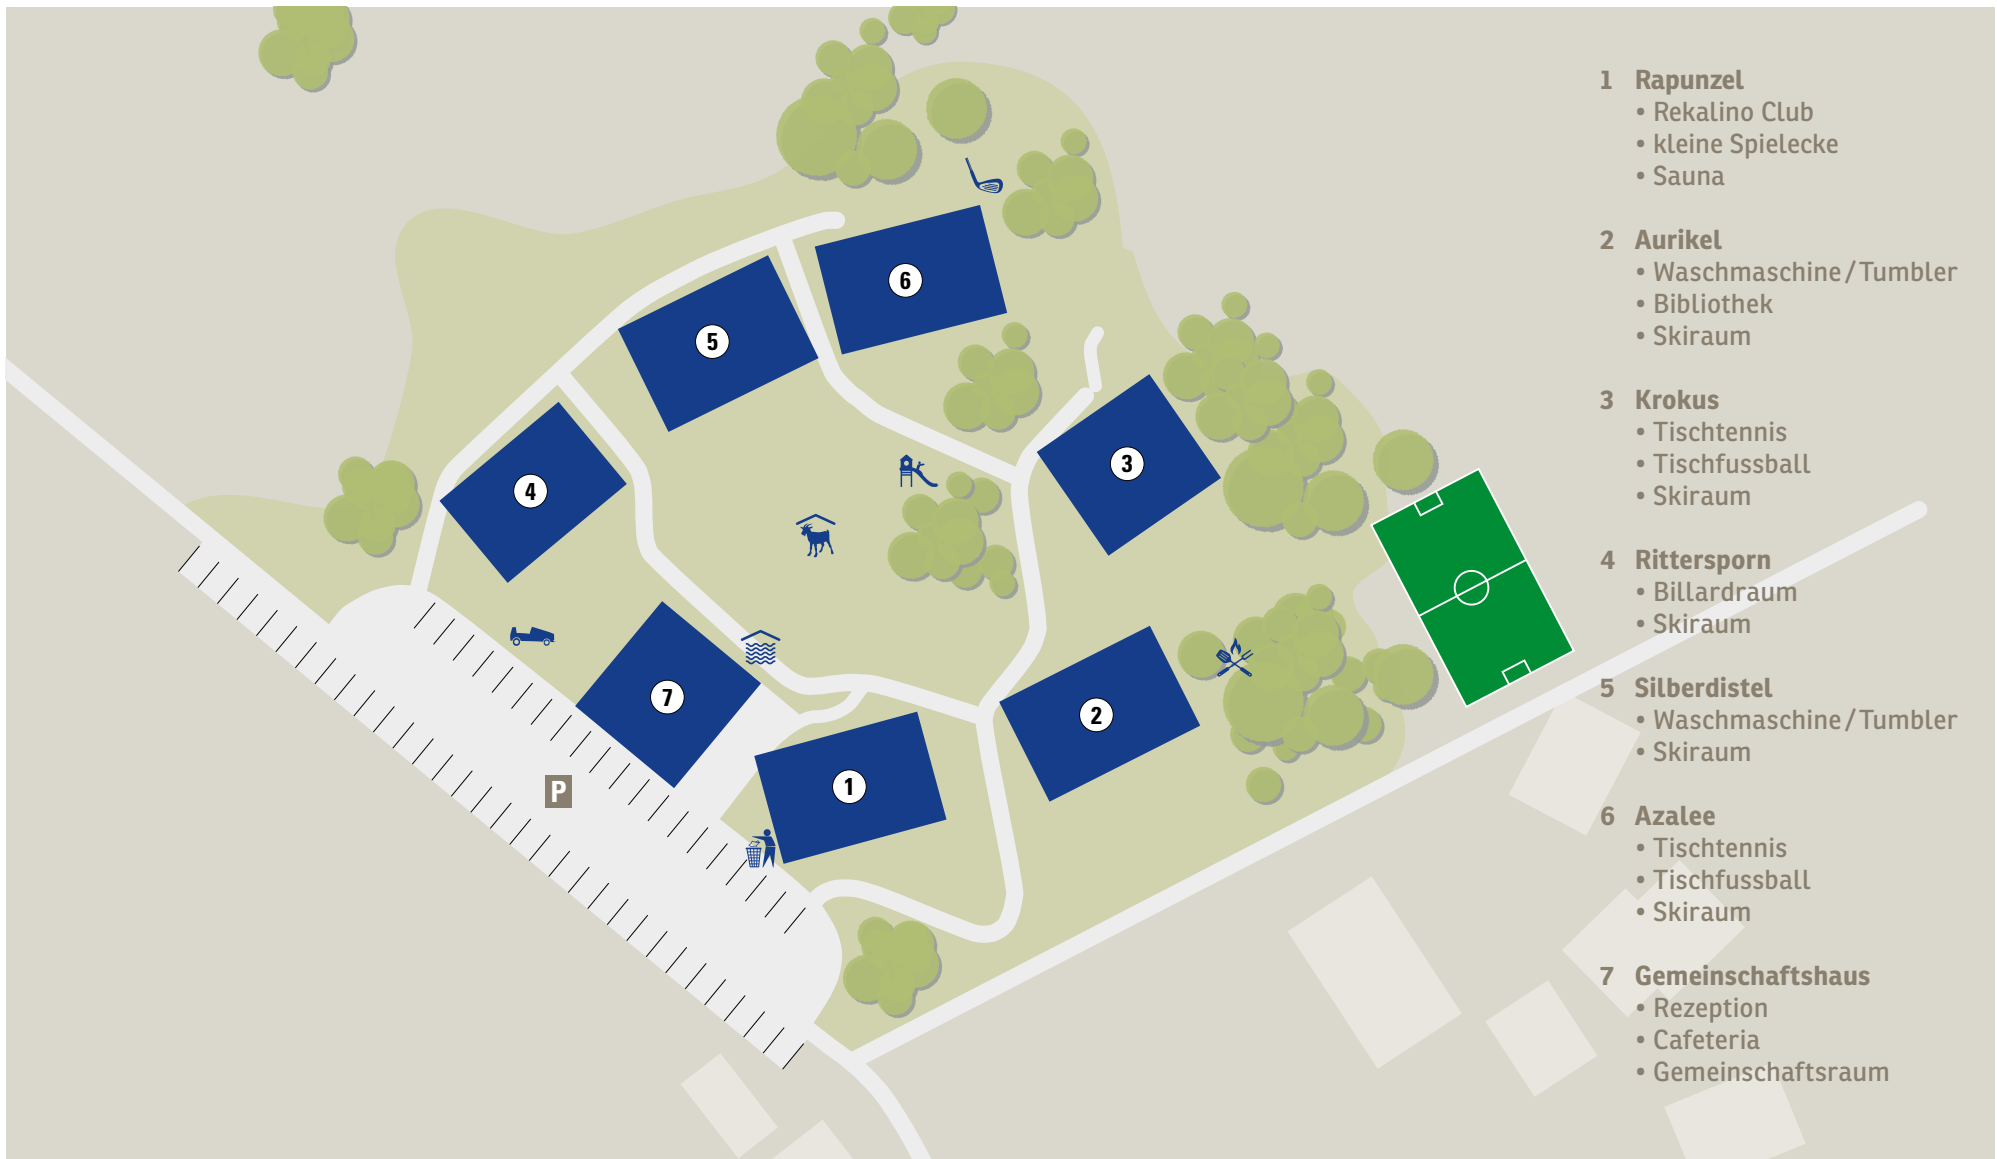 6
5
3
4
7
2
1
P
1 Rapunzel
• Rekalino Club
• kleine Spielecke
• Sauna
2 Aurikel
• Waschmaschine/Tumbler
• Bibliothek
• Skiraum
3 Krokus
• Tischtennis
• Tischfussball
• Skiraum
4 Rittersporn
• Billardraum
• Skiraum
5 Silberdistel
• Waschmaschine/Tumbler
• Skiraum
6 Azalee
• Tischtennis
• Tischfussball
• Skiraum
7 Gemeinschaftshaus
• Rezeption
• Cafeteria
• Gemeinschaftsraum